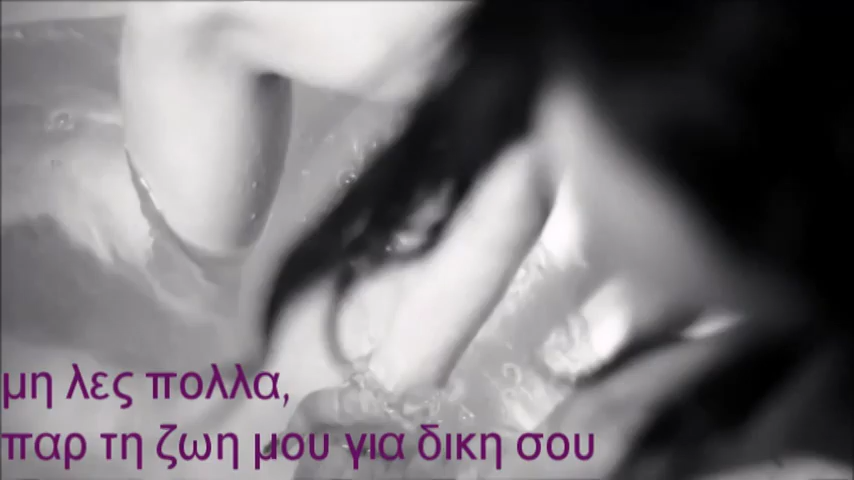 μη λες πολλα,
παρ τη ζωη μου για δικη σου